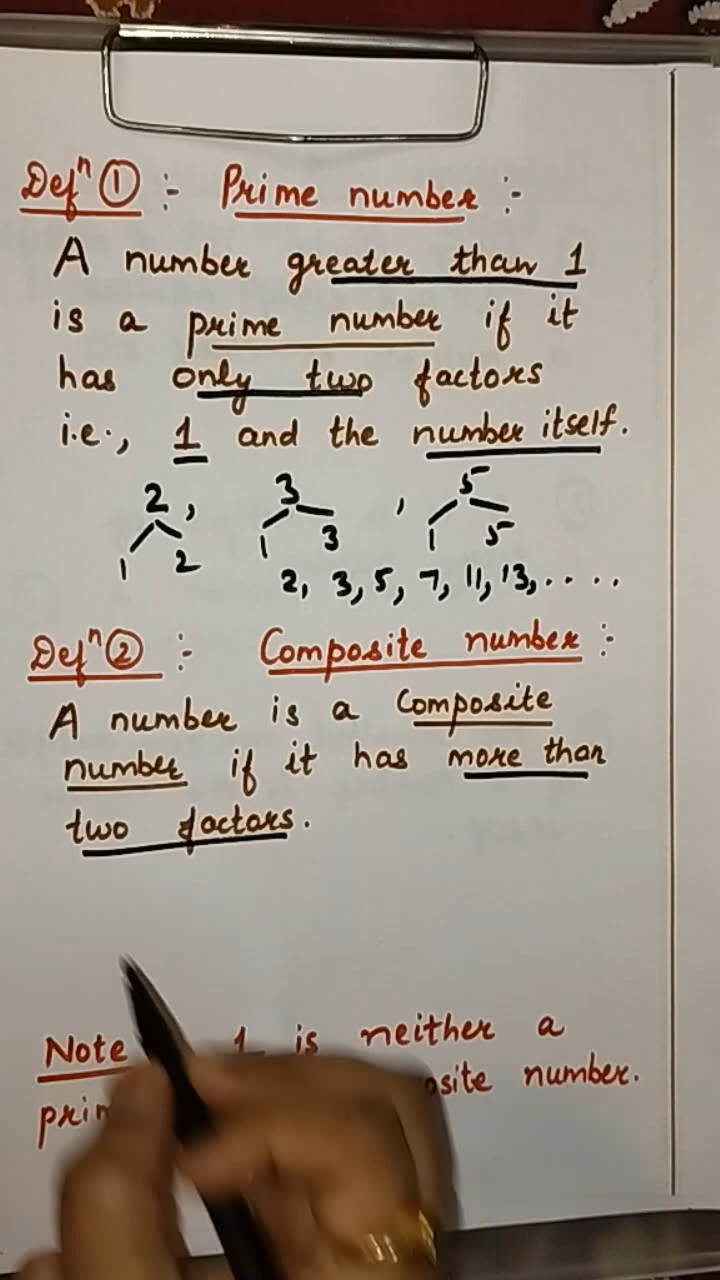 Defⁿ ① :- Prime number :-
A number greater than 1
is a prime number if it
has only two factors
i.e., 1 and the number itself.
2, 3 , 5
1 2 1 3 1 5
2, 3, 5, 7, 11, 13, .....
Defⁿ ② :- Composite number :-
A number is a Composite
number if it has more than
two factors.
Note 1 is neither a
number.